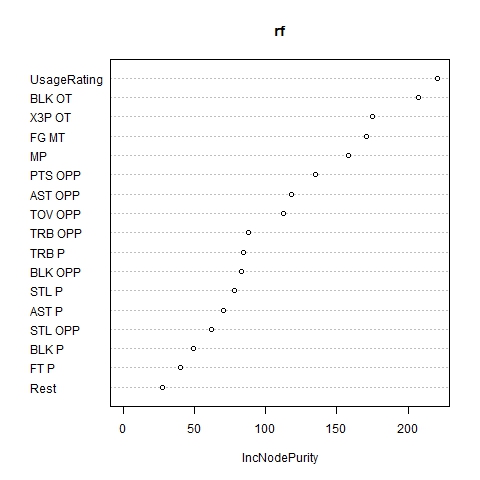 rf
UsageRating
BLK OT
X3P OT
FG MT
MP
PTS OPP
AST OPP
TOV OPP
TRB OPP
TRB P
BLK OPP
STL P
AST P
STL OPP
BLK P
FT P
Rest
0 50 100 150 200
IncNodePurity